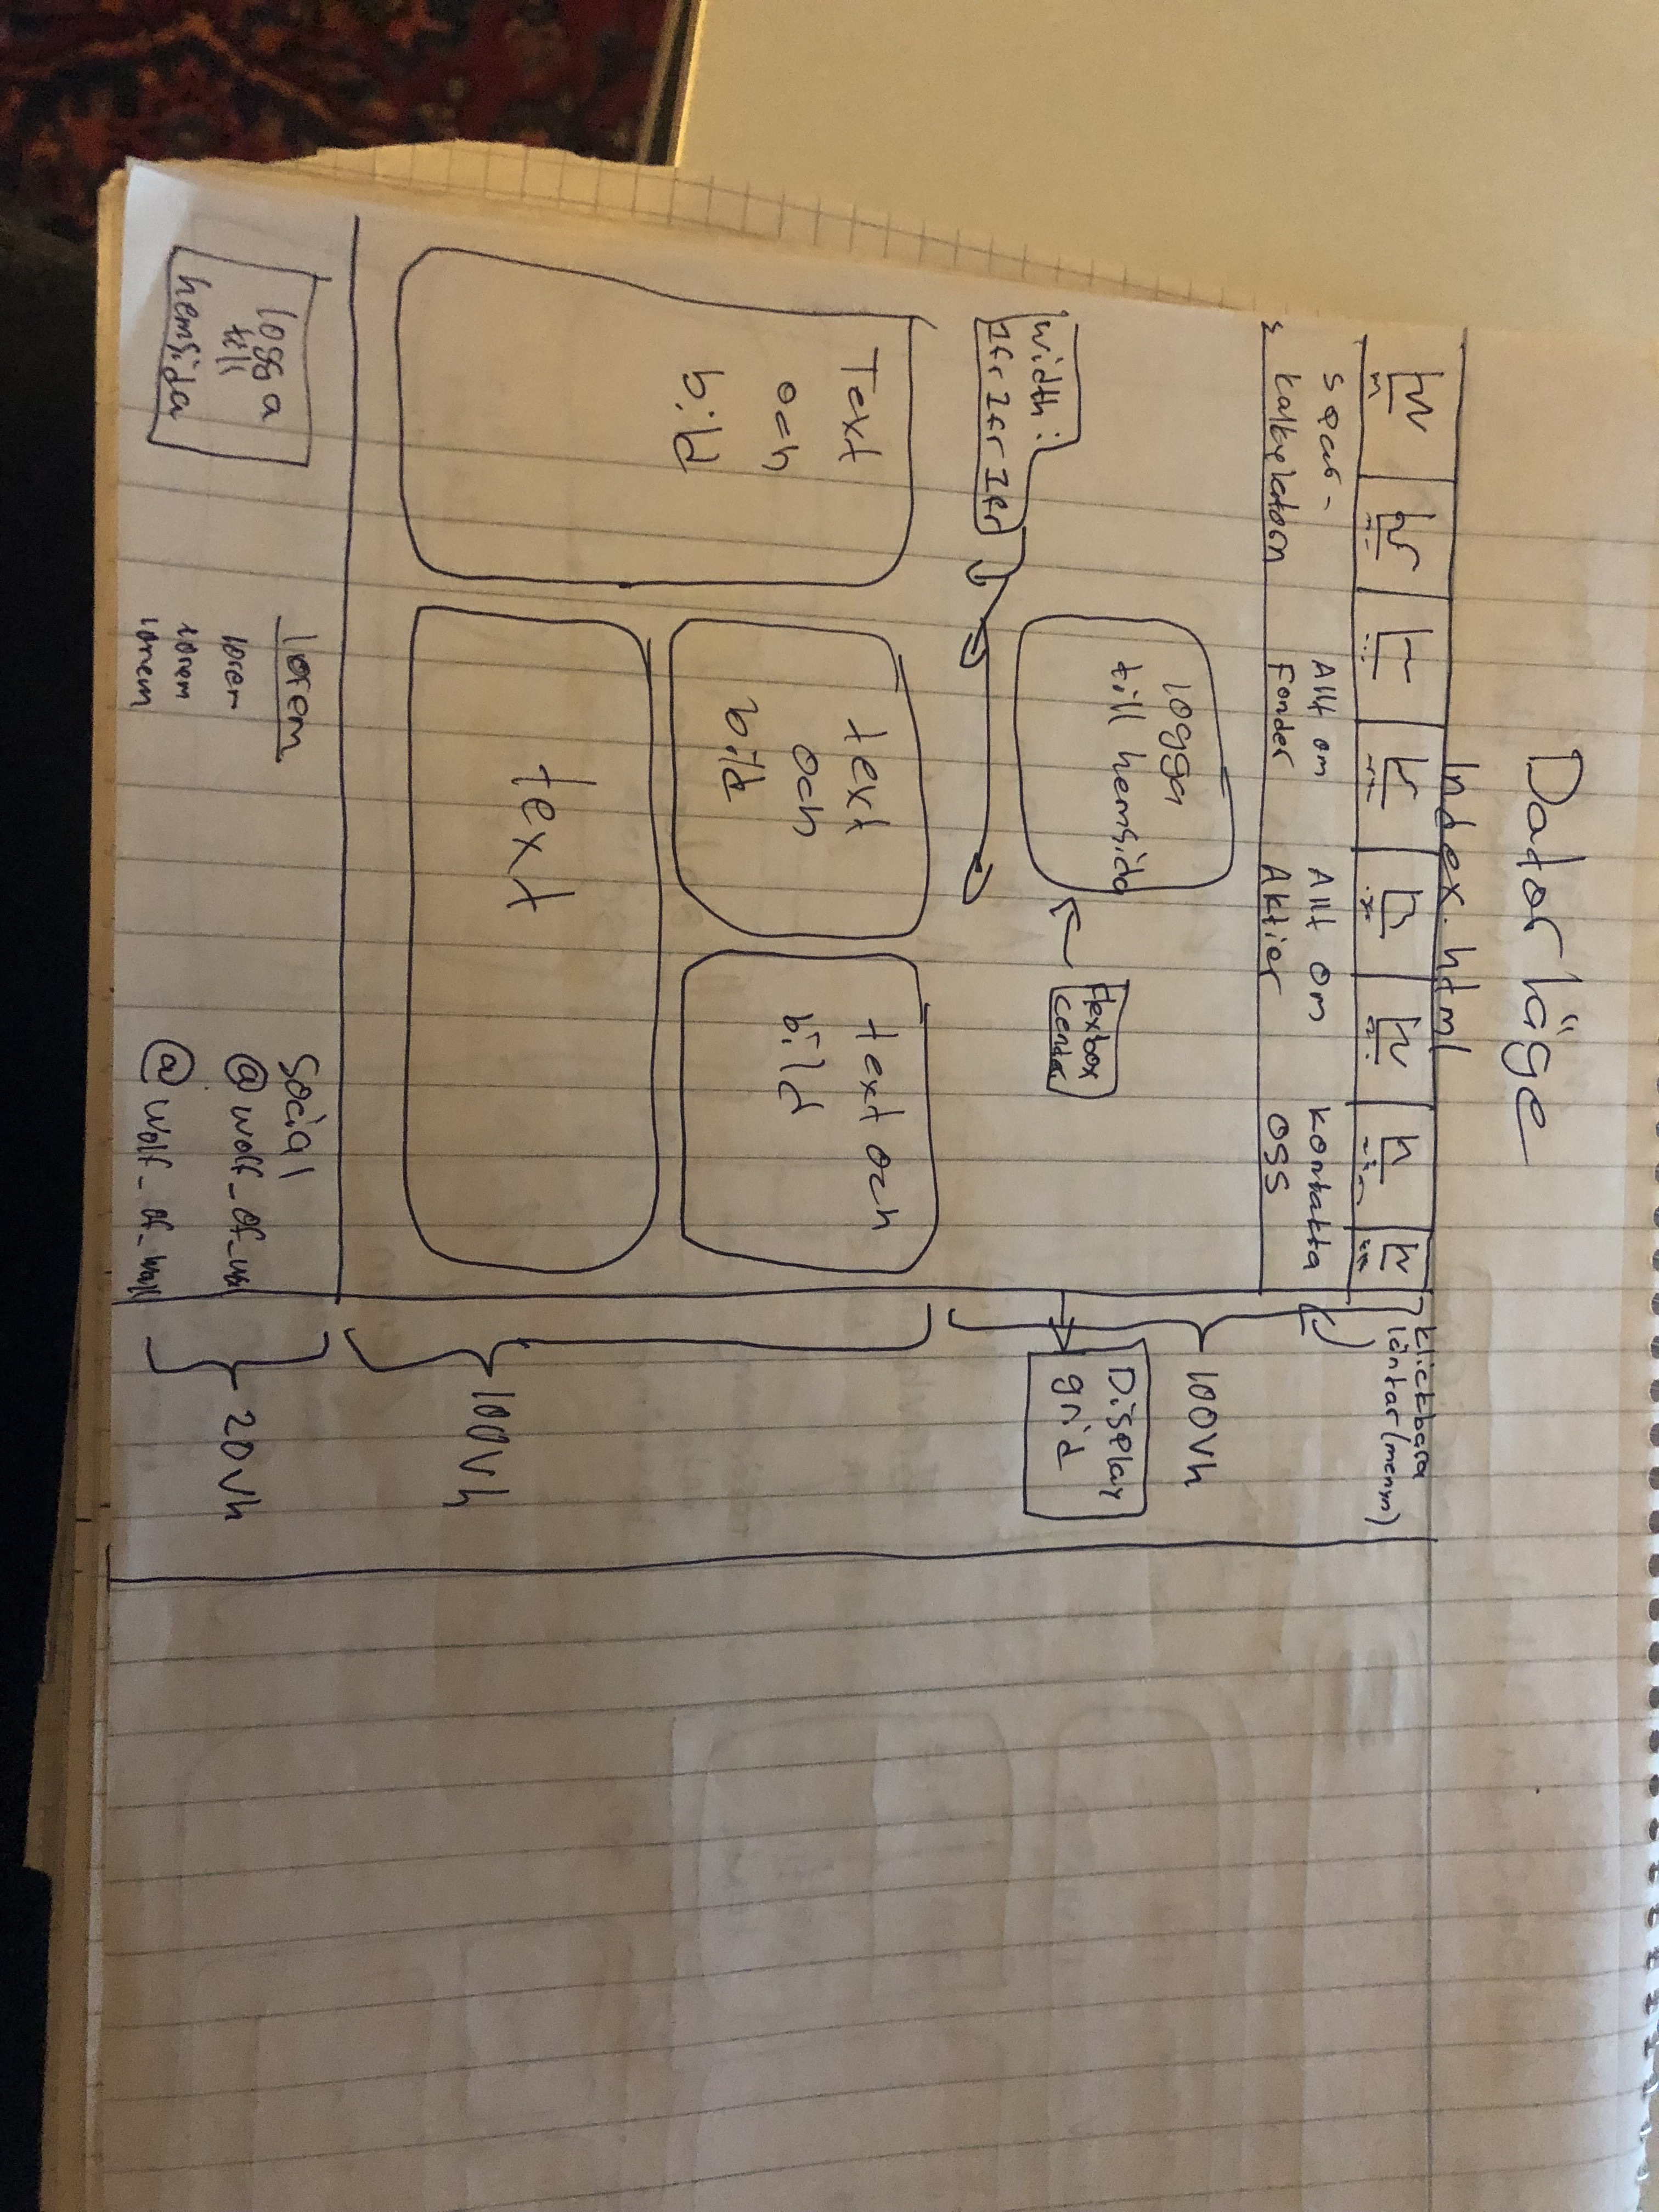 Dator läge
Index.html
klickbara
läntar (meny)
Spar-
kalkylatorn
Allt om
Fonder
Allt om
Aktier
kontakta
oss
logga
till hemsida
flexbox
center
100vh
Display
grid
width:
1fr 1fr 1fr
Text
och
bild
text
och
bild
text och
bild
text
100vh
logga
till
hemsida
lorem
lorem
lorem
lorem
Social
@wolf_of_wall
@wolf_of_wall
20vh